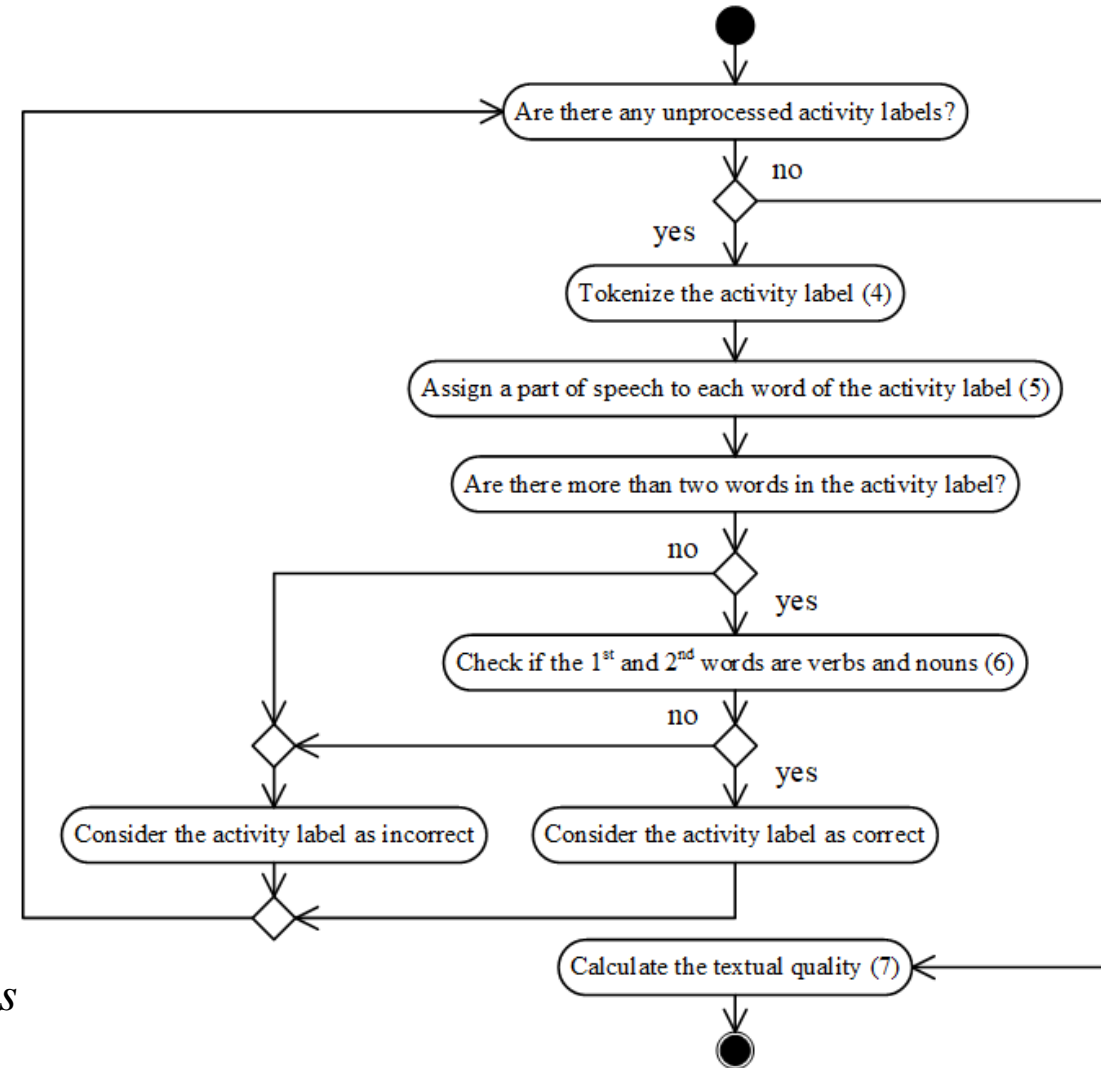 Are there any unprocessed activity labels?
no
yes
Tokenize the activity label (4)
Assign a part of speech to each word of the activity label (5)
Are there more than two words in the activity label?
no
yes
Check if the 1st and 2nd words are verbs and nouns (6)
no
yes
Consider the activity label as incorrect
Consider the activity label as correct
Calculate the textual quality (7)
s